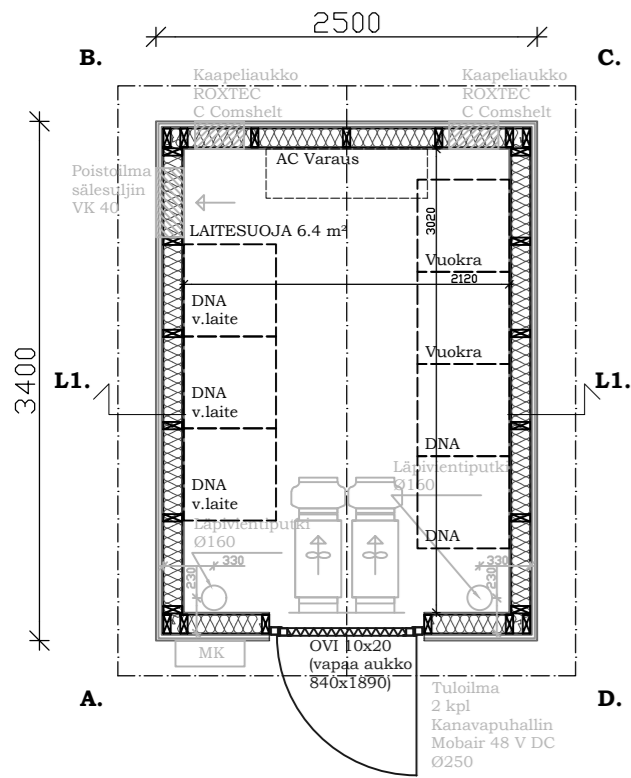 2500
B.
C.
Kaapeliaukko
ROXTEC
C Comshelt
Kaapeliaukko
ROXTEC
C Comshelt
AC Varaus
Poistoilma
sälesuljin
VK 40
LAITESUOJA 6.4 m²
3020
Vuokra
2120
DNA
v.laite
3400
Vuokra
DNA
v.laite
L1.
L1.
DNA
Läpivientiputki
Ø160
DNA
v.laite
Läpivientiputki
Ø160
DNA
330
330
230
230
MK
OVI 10x20
(vapaa aukko
840x1890)
A.
D.
Tuloilma
2 kpl
Kanavapuhallin
Mobair 48 V DC
Ø250